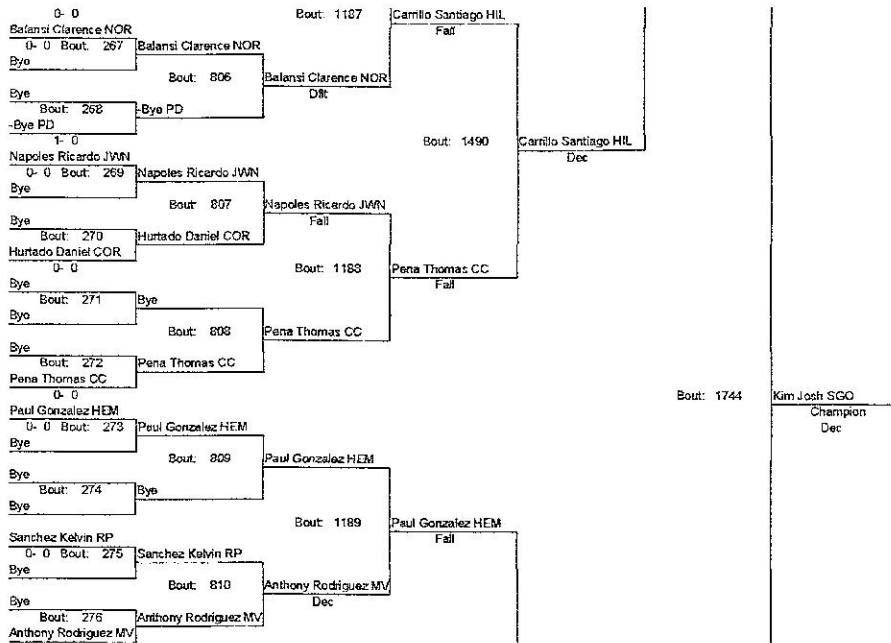 0- 0
Bout: 1187 Carrillo Santiago HIL
Fall
Balansi Clarence NOR
0- 0 Bout: 267 Balansi Clarence NOR
Bye
Bout: 806 Balansi Clarence NOR
Dflt
Bye
Bout: 268 -Bye PD
-Bye PD
1- 0
Bout: 1490 Carrillo Santiago HIL
Dec
Napoles Ricardo JWN
0- 0 Bout: 269 Napoles Ricardo JWN
Bye
Bout: 807 Napoles Ricardo JWN
Fall
Bye
Bout: 270 Hurtado Daniel COR
Hurtado Daniel COR
0- 0
Bout: 1188 Pena Thomas CC
Fall
Bye
Bout: 271 Bye
Bye
Bout: 808 Pena Thomas CC
Bye
Bout: 272 Pena Thomas CC
Pena Thomas CC
0- 0
Bout: 1744 Kim Josh SGO
Champion
Dec
Paul Gonzalez HEM
0- 0 Bout: 273 Paul Gonzalez HEM
Bye
Bout: 809 Paul Gonzalez HEM
Bye
Bout: 274 Bye
Bye
Bout: 1189 Paul Gonzalez HEM
Fall
Sanchez Kelvin RP
0- 0 Bout: 275 Sanchez Kelvin RP
Bye
Bout: 810 Anthony Rodriguez MV
Dec
Bye
Bout: 276 Anthony Rodriguez MV
Anthony Rodriguez MV